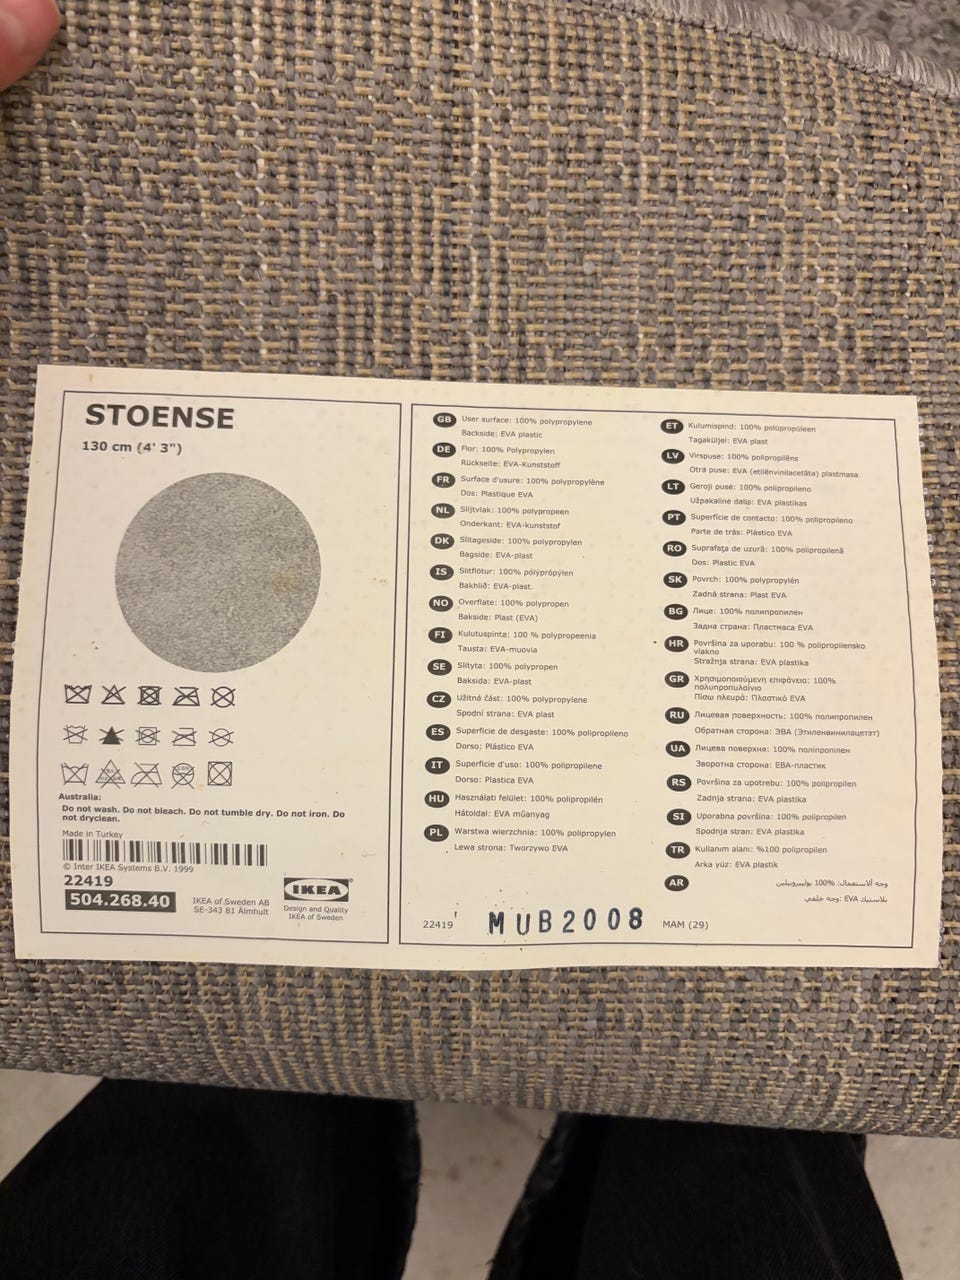 STOENSE
130 cm (4' 3")
Australia:
Do not wash. Do not bleach. Do not tumble dry. Do not iron. Do
not dryclean.
Made in Turkey
© Inter IKEA Systems B.V. 1999
22419
504.268.40
IKEA of Sweden AB
SE-343 81 Älmhult
IKEA
Design and Quality
IKEA of Sweden
GB User surface: 100% polypropylene
Backside: EVA plastic
DE Flor: 100% Polypropylen
Rückseite: EVA-Kunststoff
FR Surface d'usure: 100% polypropylène
Dos: Plastique EVA
NL Slijtvlak: 100% polypropeen
Onderkant: EVA-kunststof
DK Slitageside: 100% polypropylen
Bagside: EVA-plast
IS Slitflötur: 100% pólýprópýlen
Bakhlið: EVA-plast.
NO Overflate: 100% polypropen
Bakside: Plast (EVA)
FI Kulutuspinta: 100 % polypropeenia
Tausta: EVA-muovia
SE Slityta: 100% polypropen
Baksida: EVA-plast
CZ Užitná část: 100% polypropylene
Spodní strana: EVA plast
ES Superficie de desgaste: 100% polipropileno
Dorso: Plástico EVA
IT Superficie d'uso: 100% polipropilene
Dorso: Plastica EVA
HU Használati felület: 100% polipropilén
Hátoldal: EVA műanyag
PL Warstwa wierzchnia: 100% polipropylen
Lewa strona: Tworzywo EVA
ET Kulumispind: 100% polüpropüleen
Tagaküljel: EVA plast
LV Virspuse: 100% polipropilēns
Otrā puse: EVA (etilēnvinilacetāta) plastmasa
LT Geroji pusė: 100% polipropileno
Užpakalinė dalis: EVA plastikas
PT Superfície de contacto: 100% polipropileno
Parte de trás: Plástico EVA
RO Suprafaţa de uzură: 100% polipropilenă
Dos: Plastic EVA
SK Povrch: 100% polypropylén
Zadná strana: Plast EVA
BG Лице: 100% полипропилен
Задна страна: Пластмаса EVA
HR Površina za uporabu: 100 % polipropilensko
vlakno
Stražnja strana: EVA plastika
GR Χρησιμοποιούμενη επιφάνεια: 100%
πολυπροπυλαίνιο
Πίσω πλευρά: Πλαστικό EVA
RU Лицевая поверхность: 100% полипропилен
Обратная сторона: ЭВА (Этиленвинилацетат)
UA Лицева поверхня: 100% поліпропілен
Зворотна сторона: ЕВА-пластик
RS Površina za upotrebu: 100% polipropilen
Zadnja strana: EVA plastika
SI Uporabna površina: 100% polipropilen
Spodnja stran: EVA plastika
TR Kullanım alanı: %100 polipropilen
Arka yüz: EVA plastik
AR وجه ألاستعمال: 100% بوليبروبيلين
وجه خلفي: EVA بلاستيك
22419 MUB2008 MAM (29)